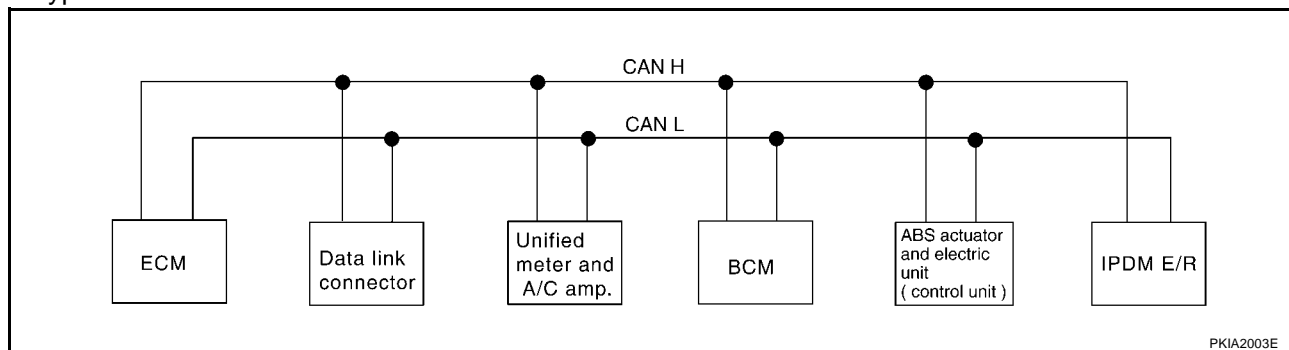 CAN H
CAN L
ECM
Data link
connector
Unified
meter and
A/C amp.
BCM
ABS actuator
and electric
unit
( control unit )
IPDM E/R
PKIA2003E